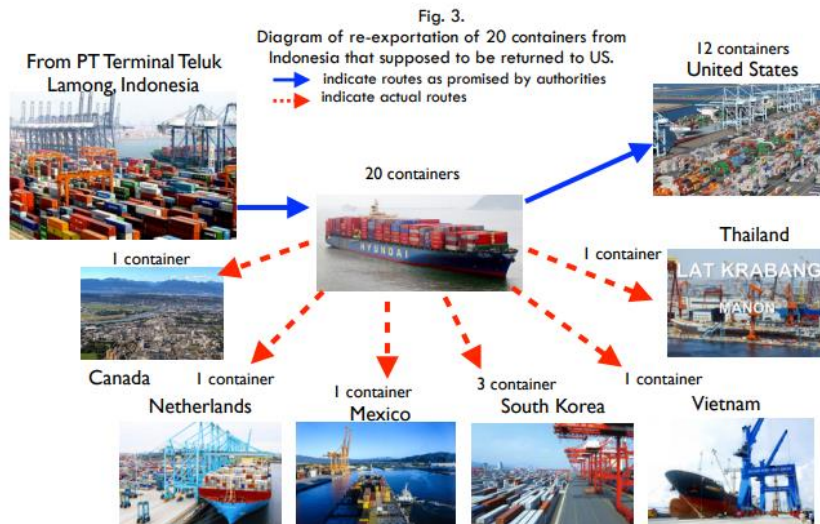 Fig. 3.
Diagram of re-exportation of 20 containers from
Indonesia that supposed to be returned to US.
indicate routes as promised by authorities
indicate actual routes
From PT Terminal Teluk
Lamong, Indonesia
12 containers
United States
20 containers
HYUNDAI
1 container
Thailand
LAT KRABANG
MANON
1 container
Canada
1 container
Netherlands
1 container
Mexico
3 container
South Korea
1 container
Vietnam